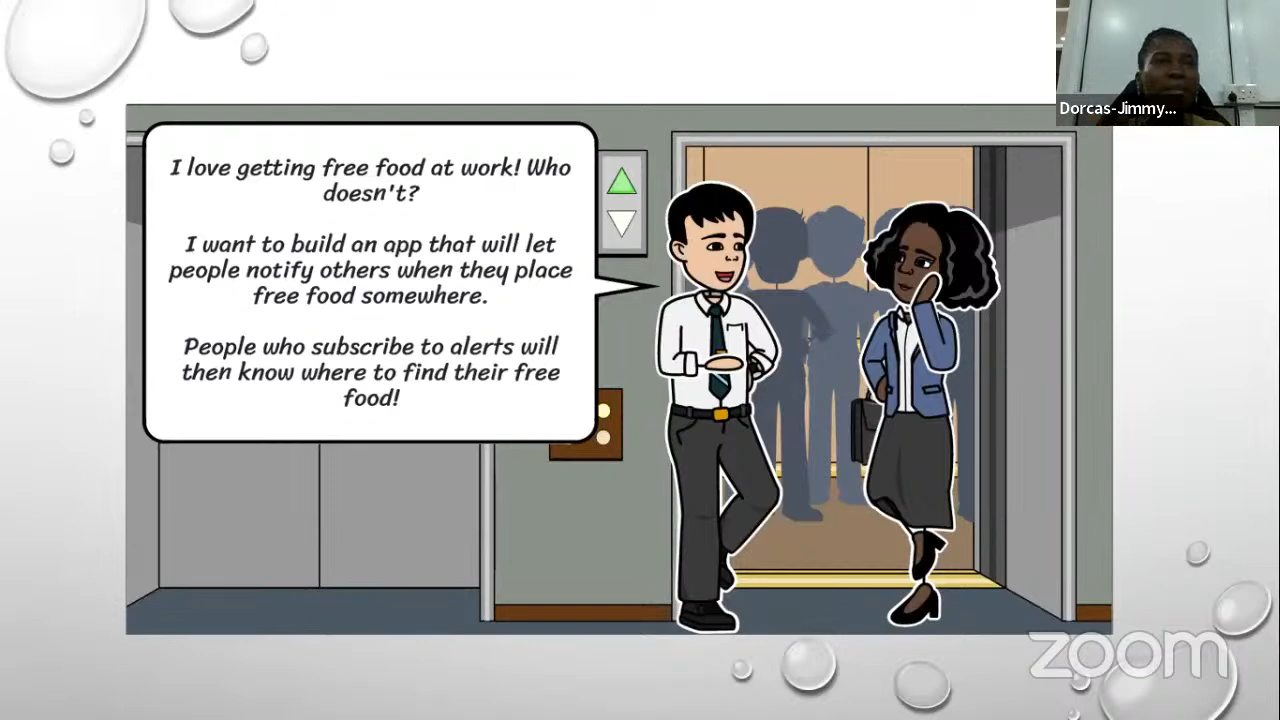 Dorcas-Jimmy...
I love getting free food at work! Who
doesn't?
I want to build an app that will let
people notify others when they place
free food somewhere.
People who subscribe to alerts will
then know where to find their free
food!
zoom